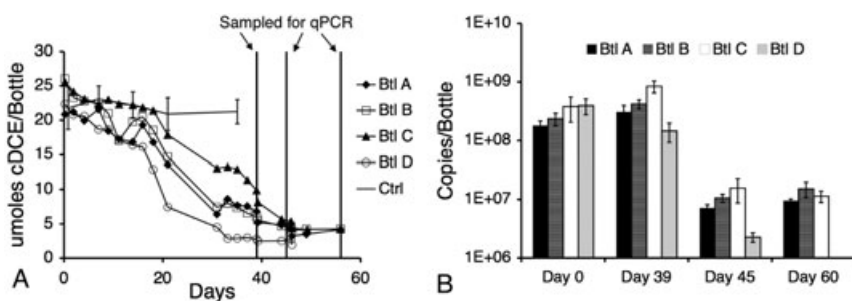 Sampled for qPCR
umoles cDCE/Bottle
30
25
20
15
10
5
0
0
20
40
60
Days
Btl A
Btl B
Btl C
Btl D
Ctrl
A
Copies/Bottle
1E+10
1E+09
1E+08
1E+07
1E+06
Btl A Btl B Btl C Btl D
Day 0 Day 39 Day 45 Day 60
B